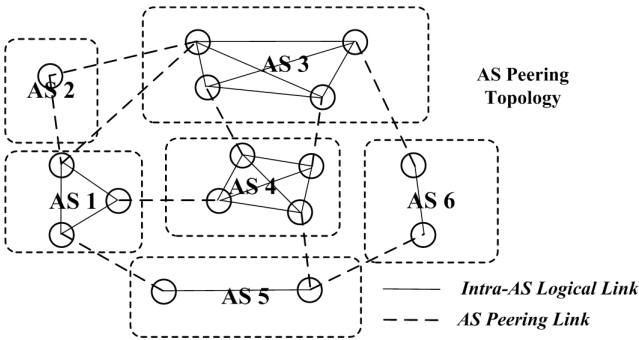 AS 3
AS 2
AS Peering
Topology
AS 4
AS 1
AS 6
AS 5
Intra-AS Logical Link
AS Peering Link